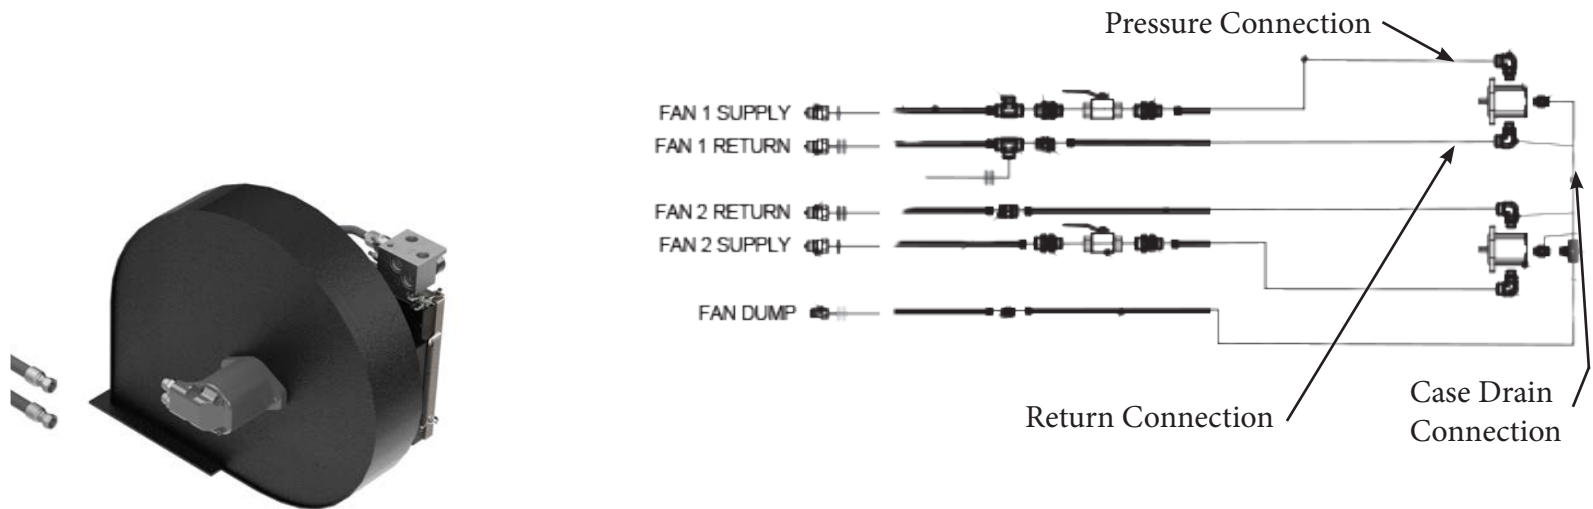 Pressure Connection
FAN 1 SUPPLY
FAN 1 RETURN
FAN 2 RETURN
FAN 2 SUPPLY
FAN DUMP
Return Connection
Case Drain
Connection